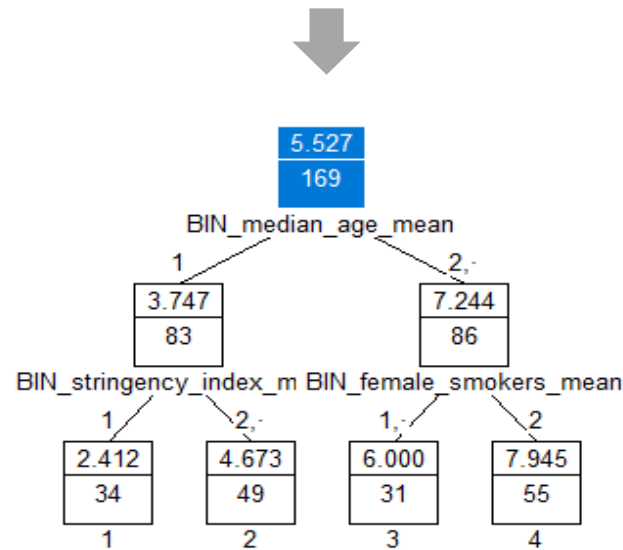 5.527
169
BIN_median_age_mean
1 2,-
3.747 7.244
83 86
BIN_stringency_index_m BIN_female_smokers_mean
1 2,- 1,- 2
2.412 4.673 6.000 7.945
34 49 31 55
1 2 3 4